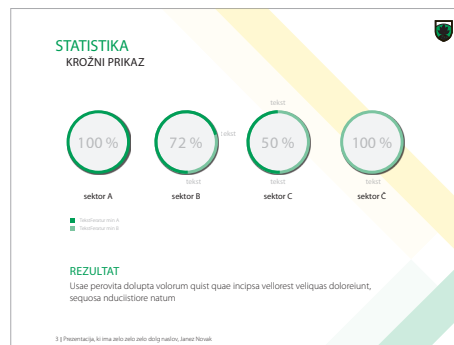 STATISTIKA
KROŽNI PRIKAZ
tekst
100 %
72 %
tekst
50 %
100 %
tekst
tekst
tekst
sektor A
sektor B
sektor C
sektor Č
REZULTAT
Usae perovita dolupta volorum quist quae incipsa vellorest veliquas doloreiunt,
sequosa nduciistiore natum
3 || Prezentacija, ki ima zelo zelo zelo dolg naslov, Janez Novak